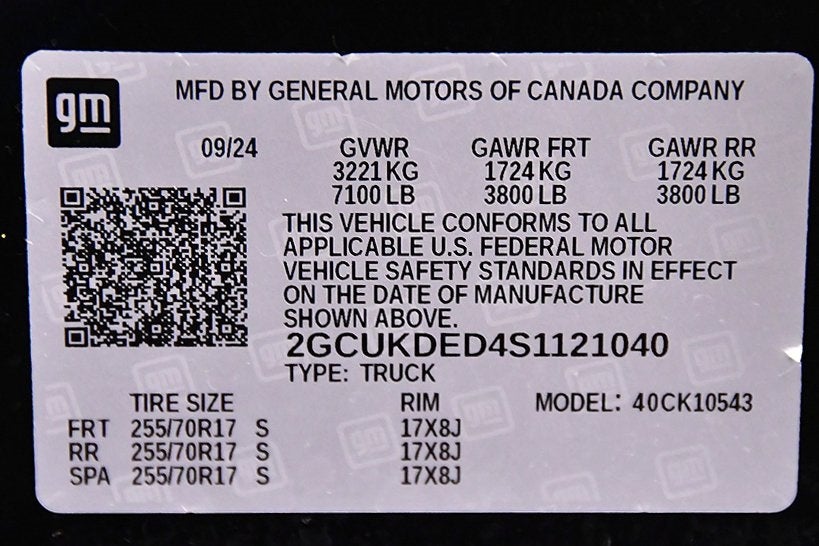 gm
MFD BY GENERAL MOTORS OF CANADA COMPANY
09/24 GVWR GAWR FRT GAWR RR
3221 KG 1724 KG 1724 KG
7100 LB 3800 LB 3800 LB
THIS VEHICLE CONFORMS TO ALL
APPLICABLE U.S. FEDERAL MOTOR
VEHICLE SAFETY STANDARDS IN EFFECT
ON THE DATE OF MANUFACTURE
SHOWN ABOVE.
2GCUKDED4S1121040
TYPE: TRUCK
TIRE SIZE RIM MODEL: 40CK10543
FRT 255/70R17 S 17X8J
RR 255/70R17 S 17X8J
SPA 255/70R17 S 17X8J